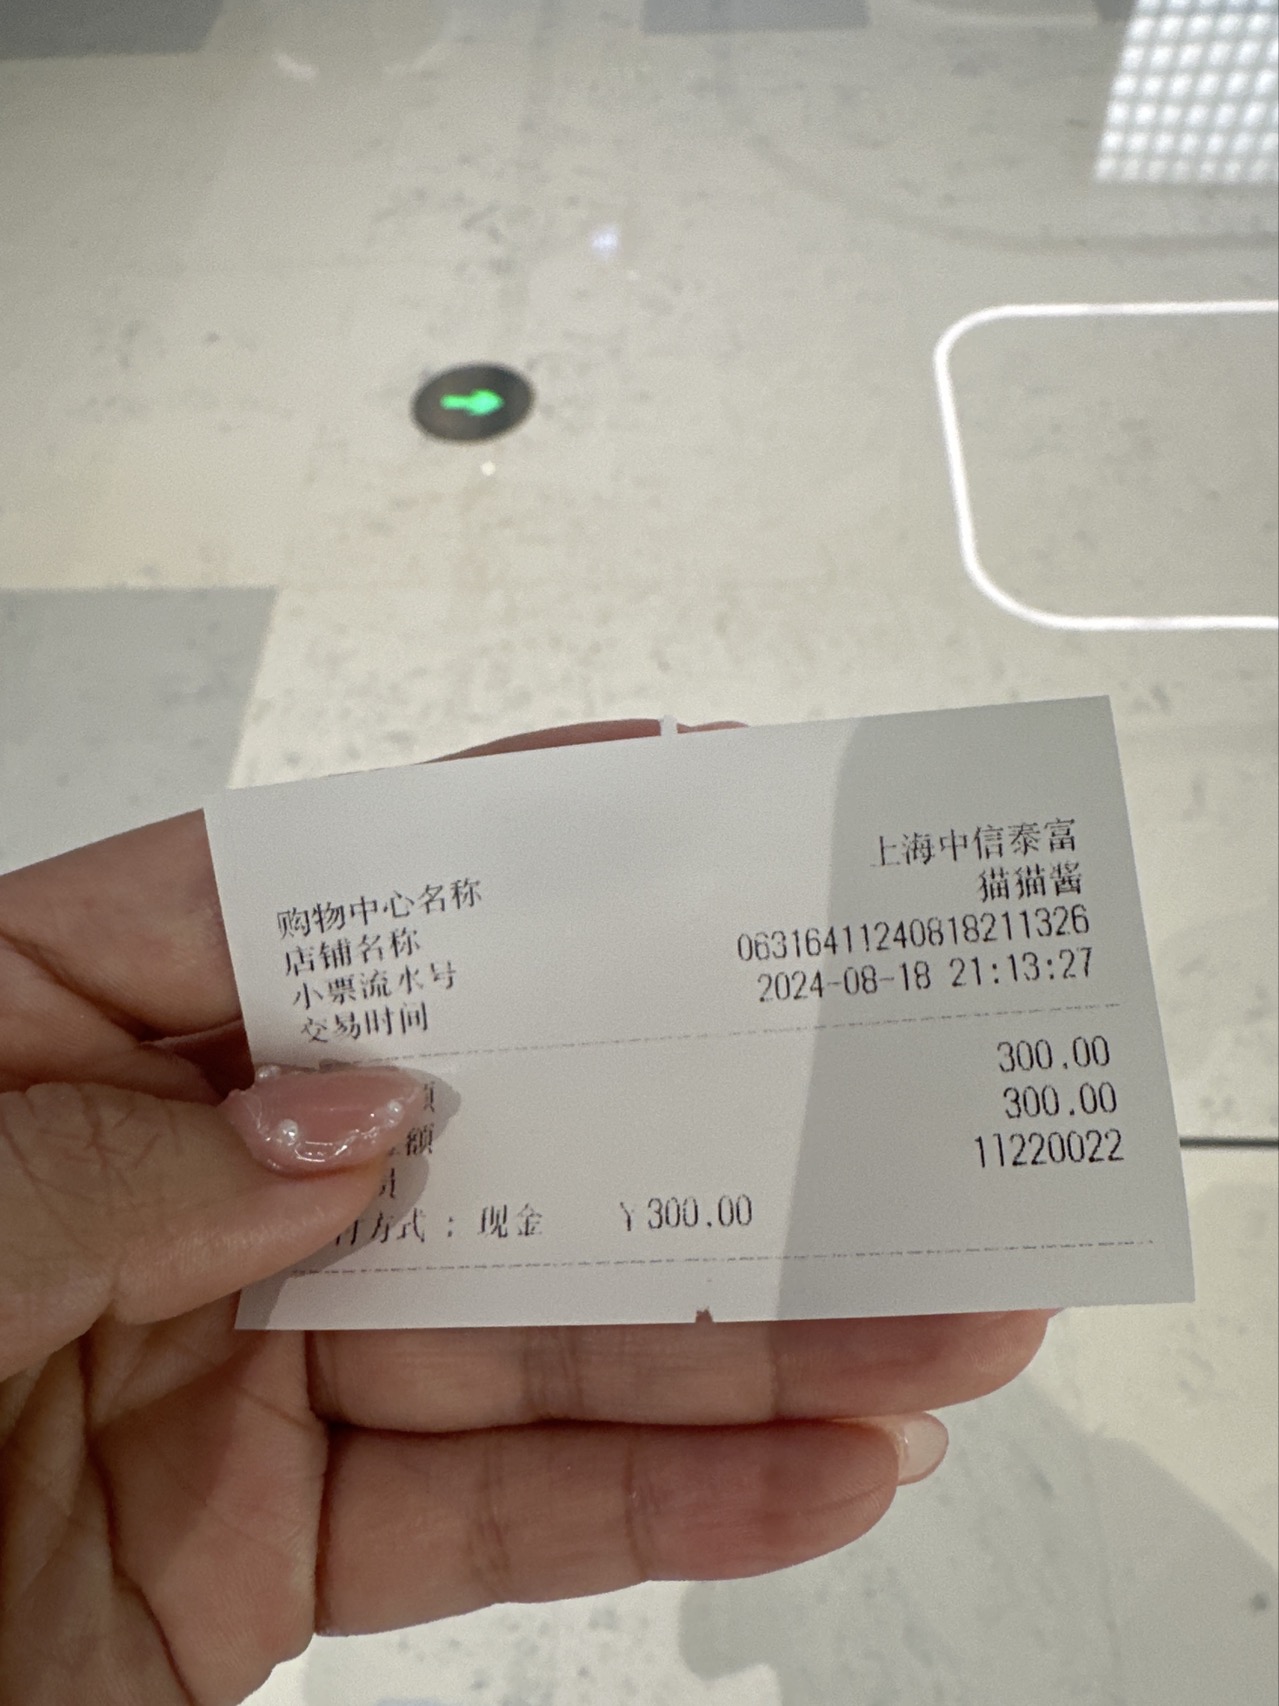 购物中心名称 上海中信泰富
店铺名称 猫猫酱
小票流水号 06316411240818211326
交易时间 2024-08-18 21:13:27
300.00
额 300.00
11220022
方式 : 现金 ¥300.00